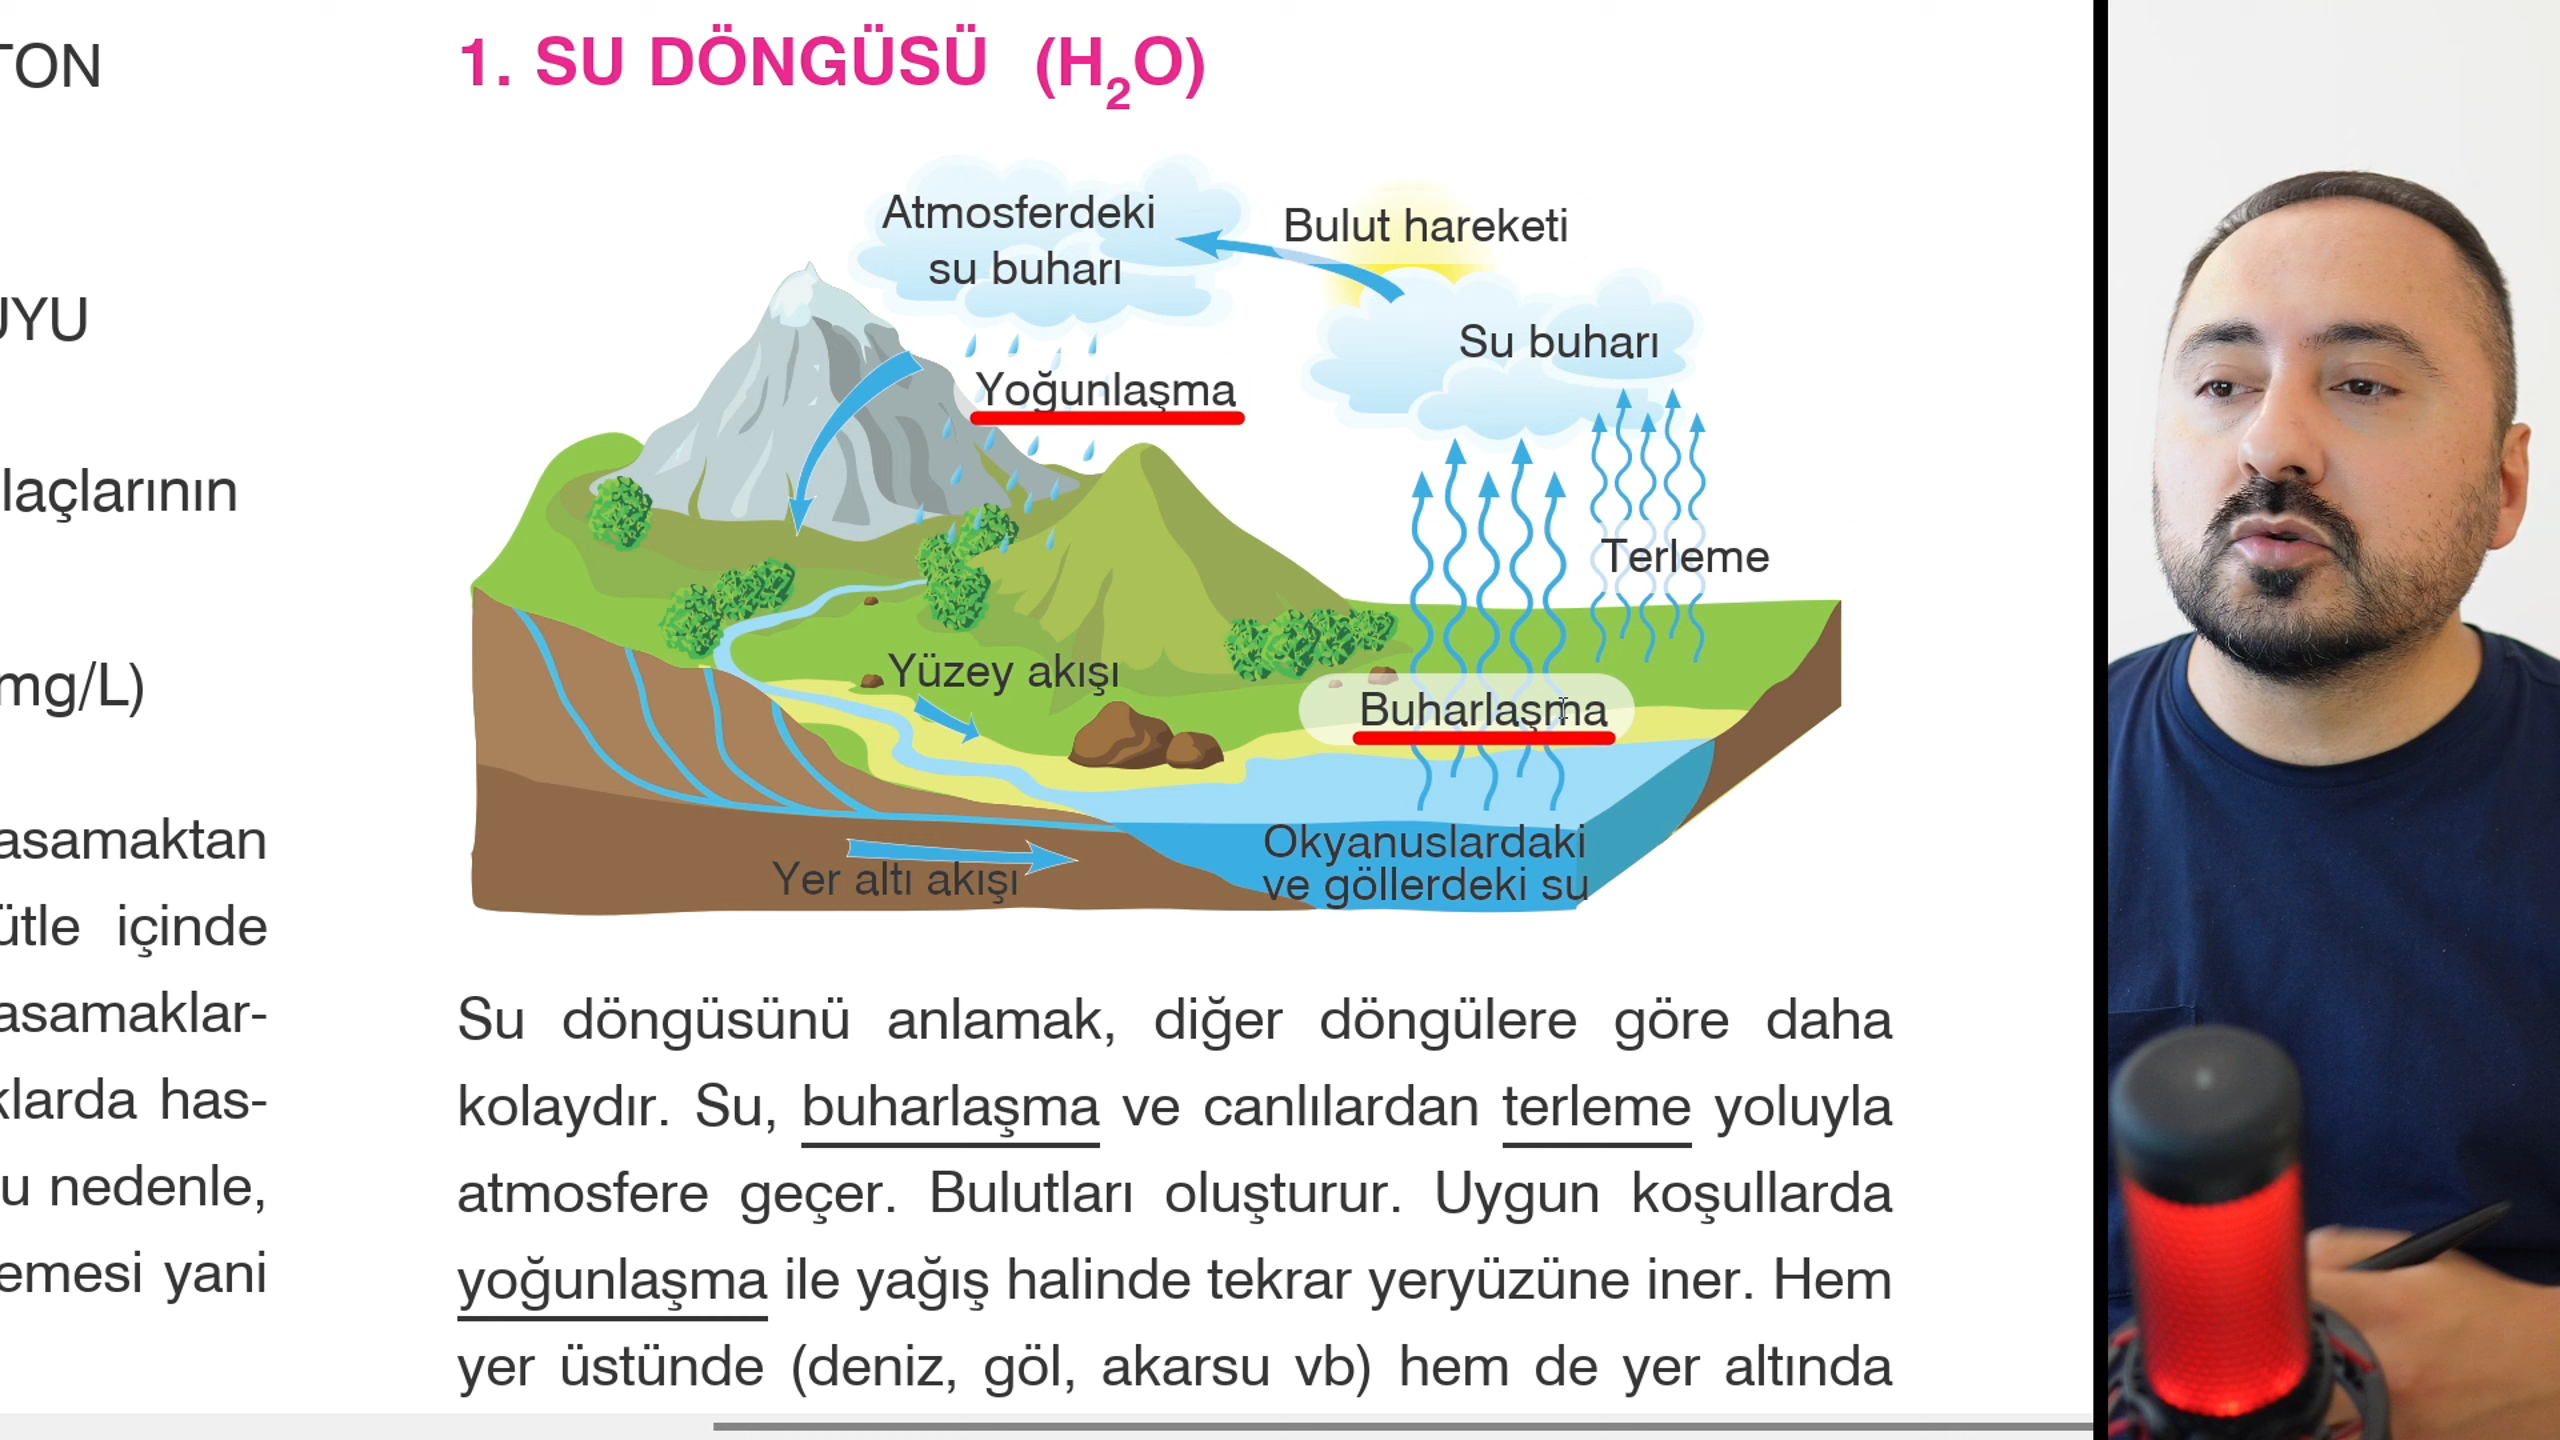 TON
UYU
laçlarının
mg/L)
asamaktan
ütle içinde
asamaklar-
klarda has-
u nedenle,
emesi yani
1. SU DÖNGÜSÜ (H₂O)
Atmosferdeki
su buharı
Bulut hareketi
Su buharı
Yoğunlaşma
Terleme
Yüzey akışı
Buharlaşma
Yer altı akışı
Okyanuslardaki
ve göllerdeki su
Su döngüsünü anlamak, diğer döngülere göre daha
kolaydır. Su, buharlaşma ve canlılardan terleme yoluyla
atmosfere geçer. Bulutları oluşturur. Uygun koşullarda
yoğunlaşma ile yağış halinde tekrar yeryüzüne iner. Hem
yer üstünde (deniz, göl, akarsu vb) hem de yer altında